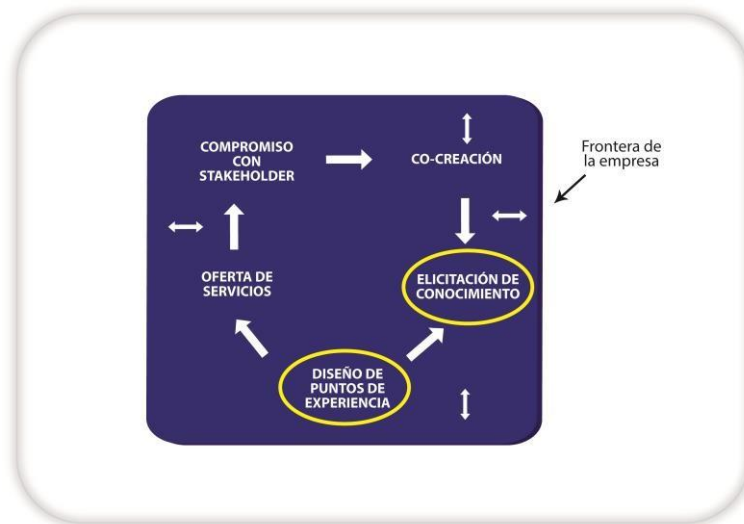 COMPROMISO
CON
STAKEHOLDER
CO-CREACIÓN
Frontera de
la empresa
OFERTA DE
SERVICIOS
ELICITACIÓN DE
CONOCIMIENTO
DISEÑO DE
PUNTOS DE
EXPERIENCIA